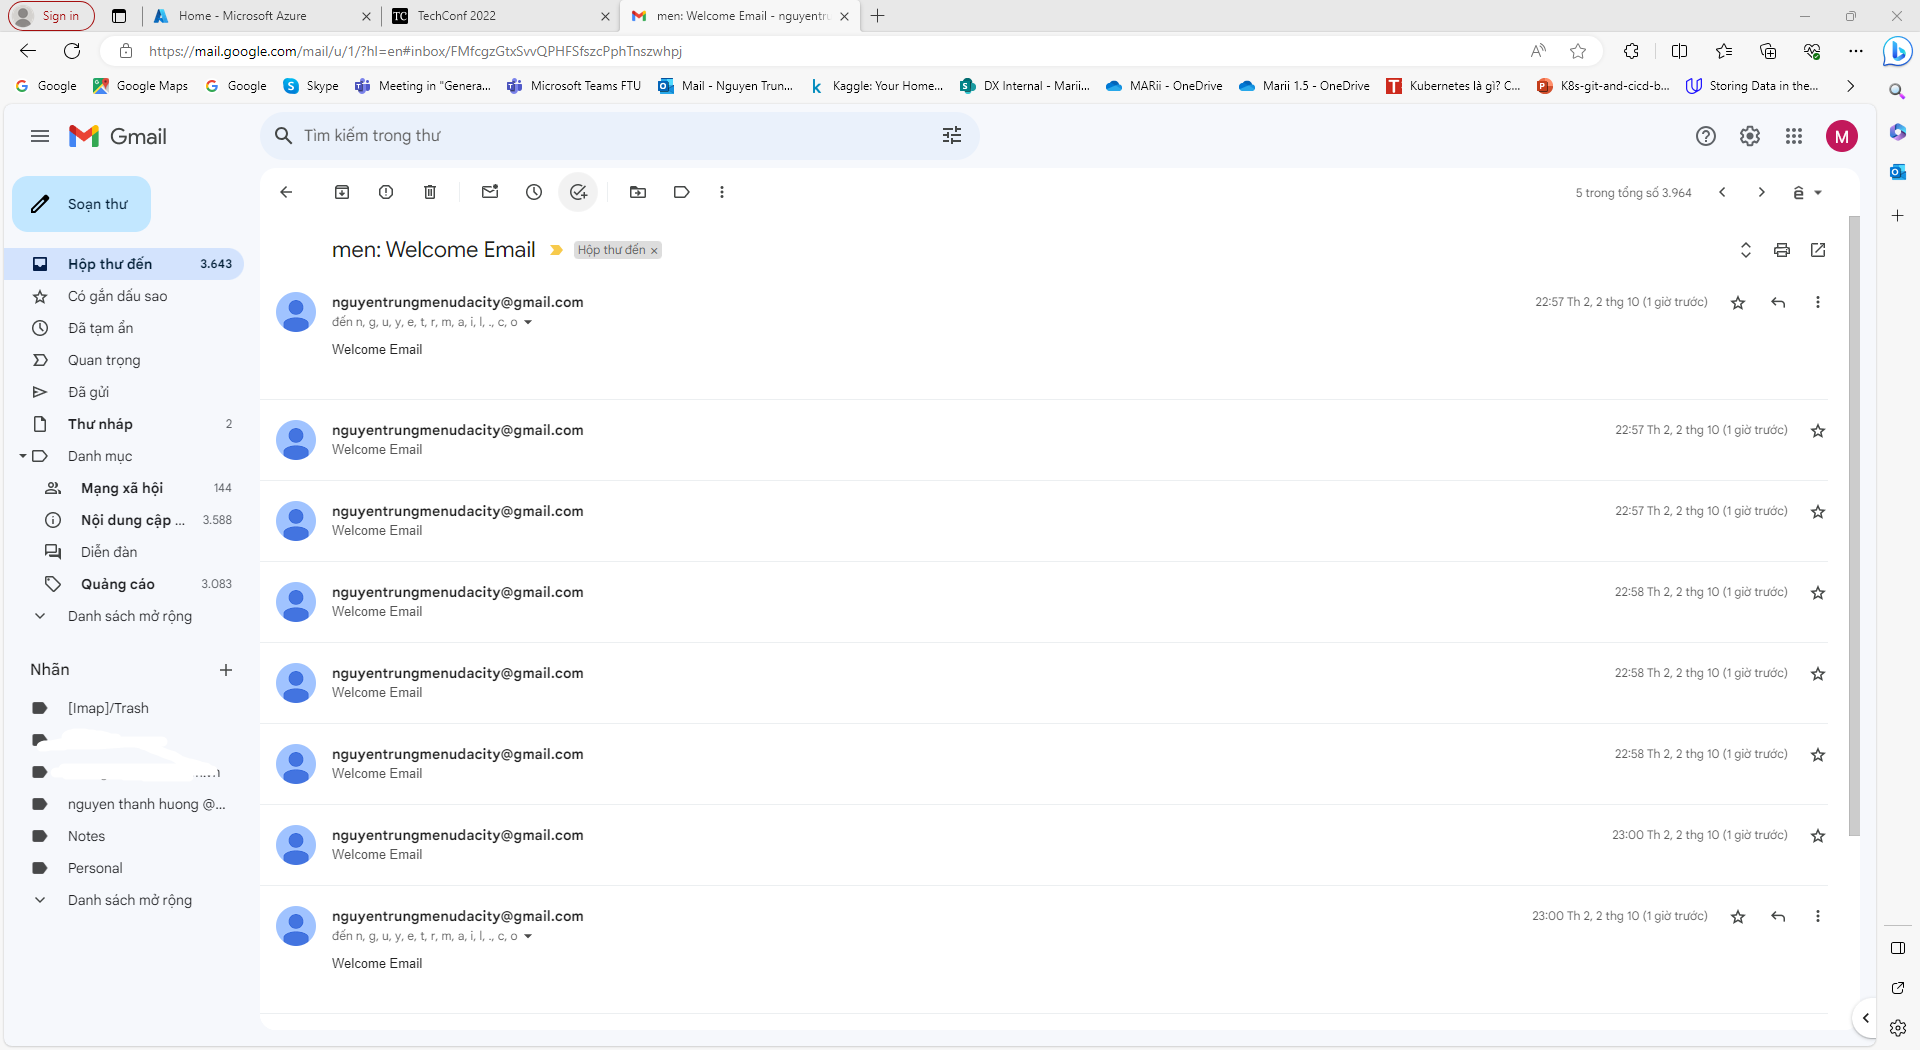 Sign in
Home - Microsoft Azure
TC
TechConf 2022
men: Welcome Email - nguyentru
https://mail.google.com/mail/u/1/?hl=en#inbox/FMfcgzGtxSvvQPHFSfszcPphTnszwhpj
Google
Google Maps
Google
Skype
Meeting in "Genera...
Microsoft Teams FTU
Mail - Nguyen Trun...
Kaggle: Your Home...
DX Internal - Marii...
MARii - OneDrive
Marii 1.5 - OneDrive
Kubernetes là gì? C...
K8s-git-and-cicd-b...
Storing Data in the...
Gmail
Tìm kiếm trong thư
M
Soạn thư
5 trong tổng số 3.964
ê
Hộp thư đến 3.643
Có gắn dấu sao
Đã tạm ẩn
Quan trọng
Đã gửi
Thư nháp 2
Danh mục
Mạng xã hội 144
Nội dung cập ... 3.588
Diễn đàn
Quảng cáo 3.083
Danh sách mở rộng
Nhãn
[Imap]/Trash
nguyen thanh huong @...
Notes
Personal
Danh sách mở rộng
men: Welcome Email
Hộp thư đến ×
nguyentrungmenudacity@gmail.com
22:57 Th 2, 2 thg 10 (1 giờ trước)
đến n, g, u, y, e, t, r, m, a, i, l, ., c, o
Welcome Email
nguyentrungmenudacity@gmail.com
22:57 Th 2, 2 thg 10 (1 giờ trước)
Welcome Email
nguyentrungmenudacity@gmail.com
22:57 Th 2, 2 thg 10 (1 giờ trước)
Welcome Email
nguyentrungmenudacity@gmail.com
22:58 Th 2, 2 thg 10 (1 giờ trước)
Welcome Email
nguyentrungmenudacity@gmail.com
22:58 Th 2, 2 thg 10 (1 giờ trước)
Welcome Email
nguyentrungmenudacity@gmail.com
22:58 Th 2, 2 thg 10 (1 giờ trước)
Welcome Email
nguyentrungmenudacity@gmail.com
23:00 Th 2, 2 thg 10 (1 giờ trước)
Welcome Email
nguyentrungmenudacity@gmail.com
23:00 Th 2, 2 thg 10 (1 giờ trước)
đến n, g, u, y, e, t, r, m, a, i, l, ., c, o
Welcome Email